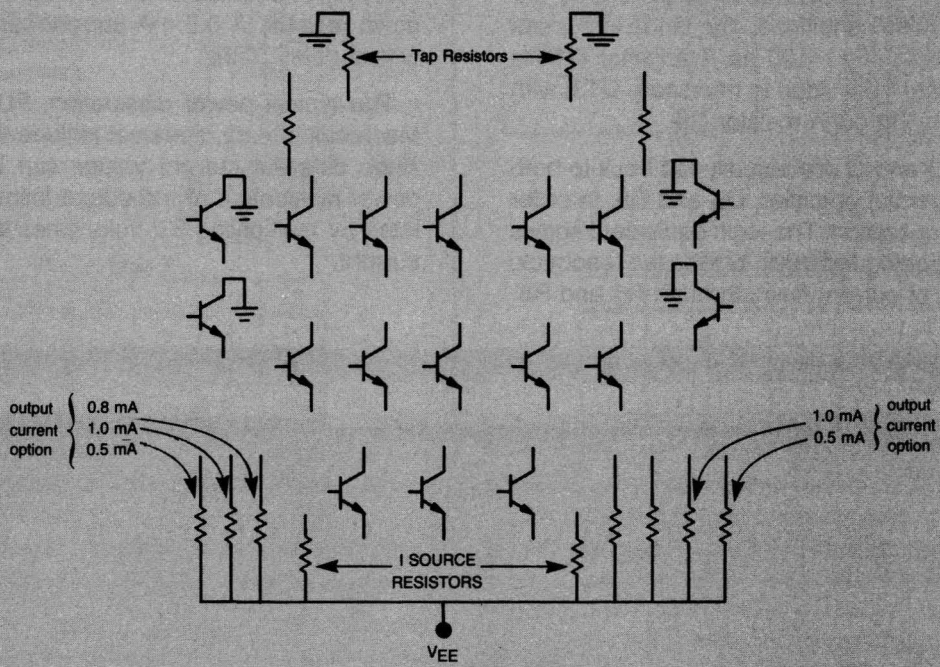 Tap Resistors
output
current
option
0.8 mA
1.0 mA
0.5 mA
1.0 mA
0.5 mA
output
current
option
I SOURCE
RESISTORS
VEE